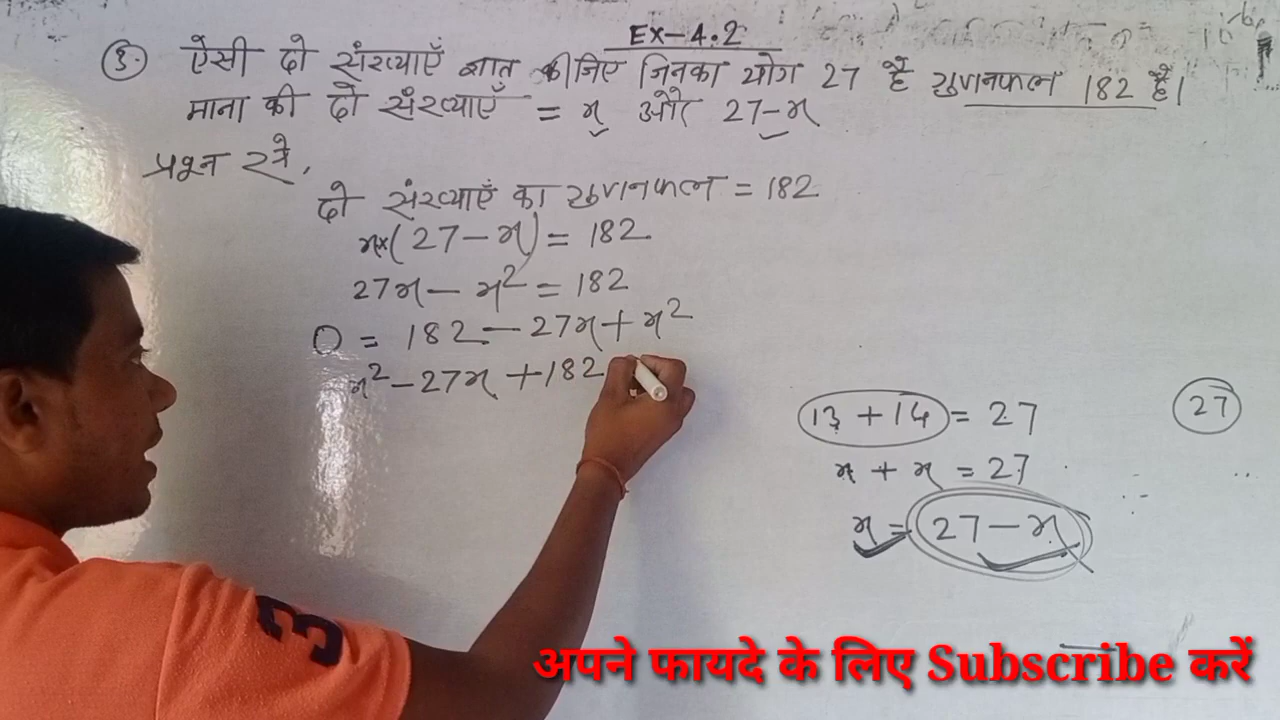 EX-4.2
③. ऐसी दो संख्याएँ ज्ञात कीजिए जिनका योग 27 हैं गुणनफल 182 हैं।
माना की दो संख्याएँ = x और 27-x
प्रश्न से,
दो संख्याएँ का गुणनफल = 182
x×(27-x) = 182
27x - x² = 182
0 = 182 - 27x + x²
x² - 27x + 182
13 + 14 = 27
27
x + x = 27
x = 27 - x
अपने फायदे के लिए Subscribe करें
3